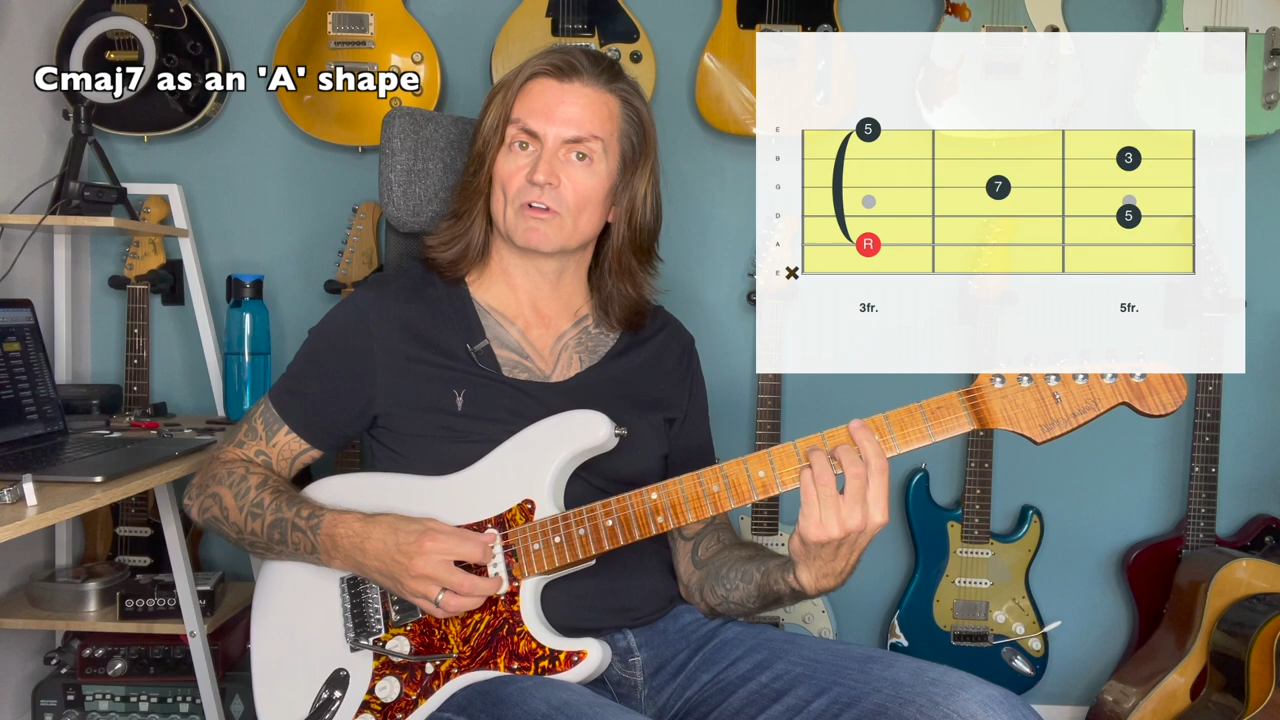 Cmaj7 as an 'A' shape
E 5
B 3
G 7
D 5
A R
E
3fr. 5fr.